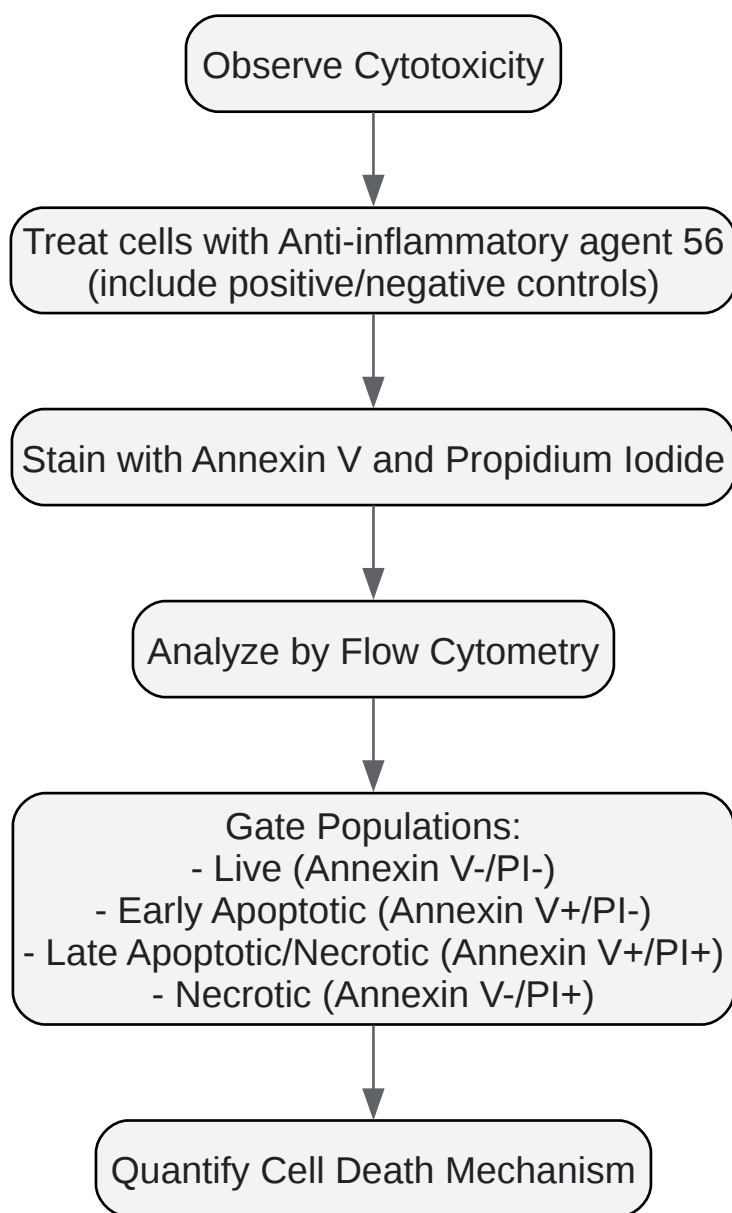 Observe Cytotoxicity
Treat cells with Anti-inflammatory agent 56
(include positive/negative controls)
Stain with Annexin V and Propidium Iodide
Analyze by Flow Cytometry
Gate Populations:
- Live (Annexin V-/PI-)
- Early Apoptotic (Annexin V+/PI-)
- Late Apoptotic/Necrotic (Annexin V+/PI+)
- Necrotic (Annexin V-/PI+)
Quantify Cell Death Mechanism